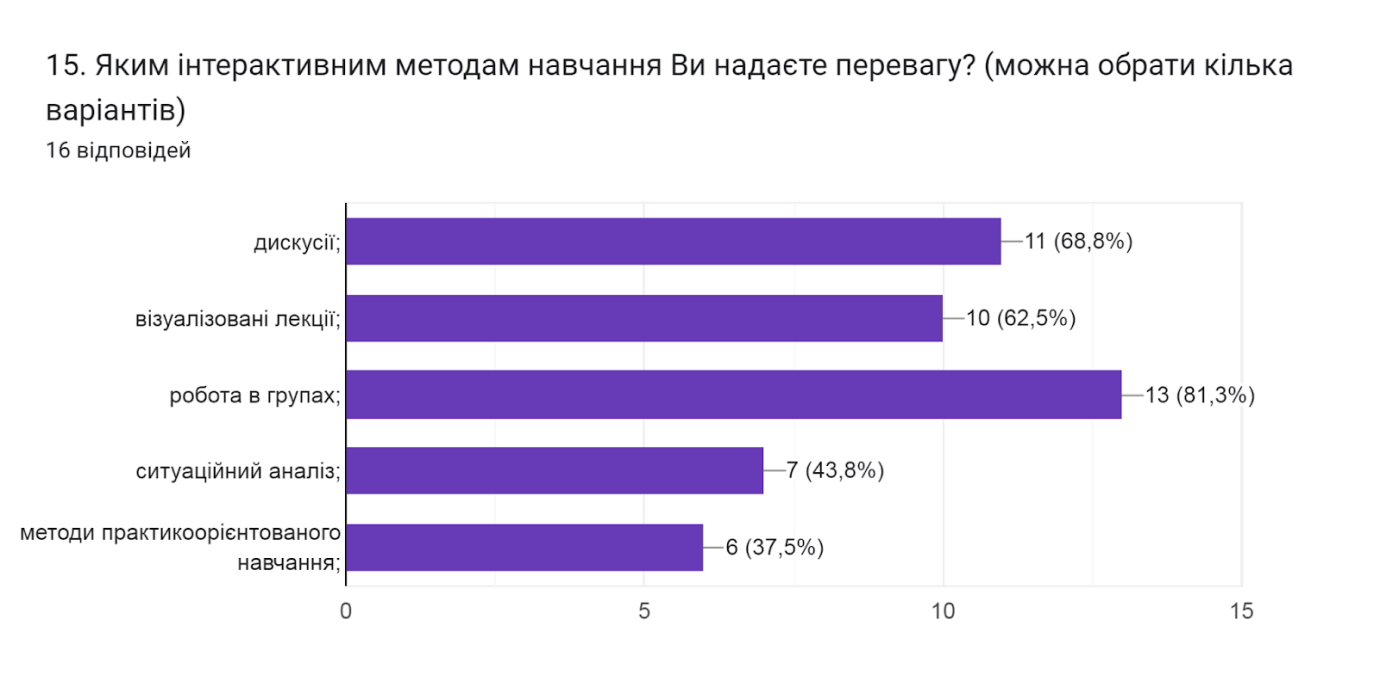 15. Яким інтерактивним методам навчання Ви надаєте перевагу? (можна обрати кілька
варіантів)
16 відповідей
дискусії;
11 (68,8%)
візуалізовані лекції;
10 (62,5%)
робота в групах;
13 (81,3%)
ситуаційний аналіз;
7 (43,8%)
методи практикоорієнтованого
навчання;
6 (37,5%)
0
5
10
15